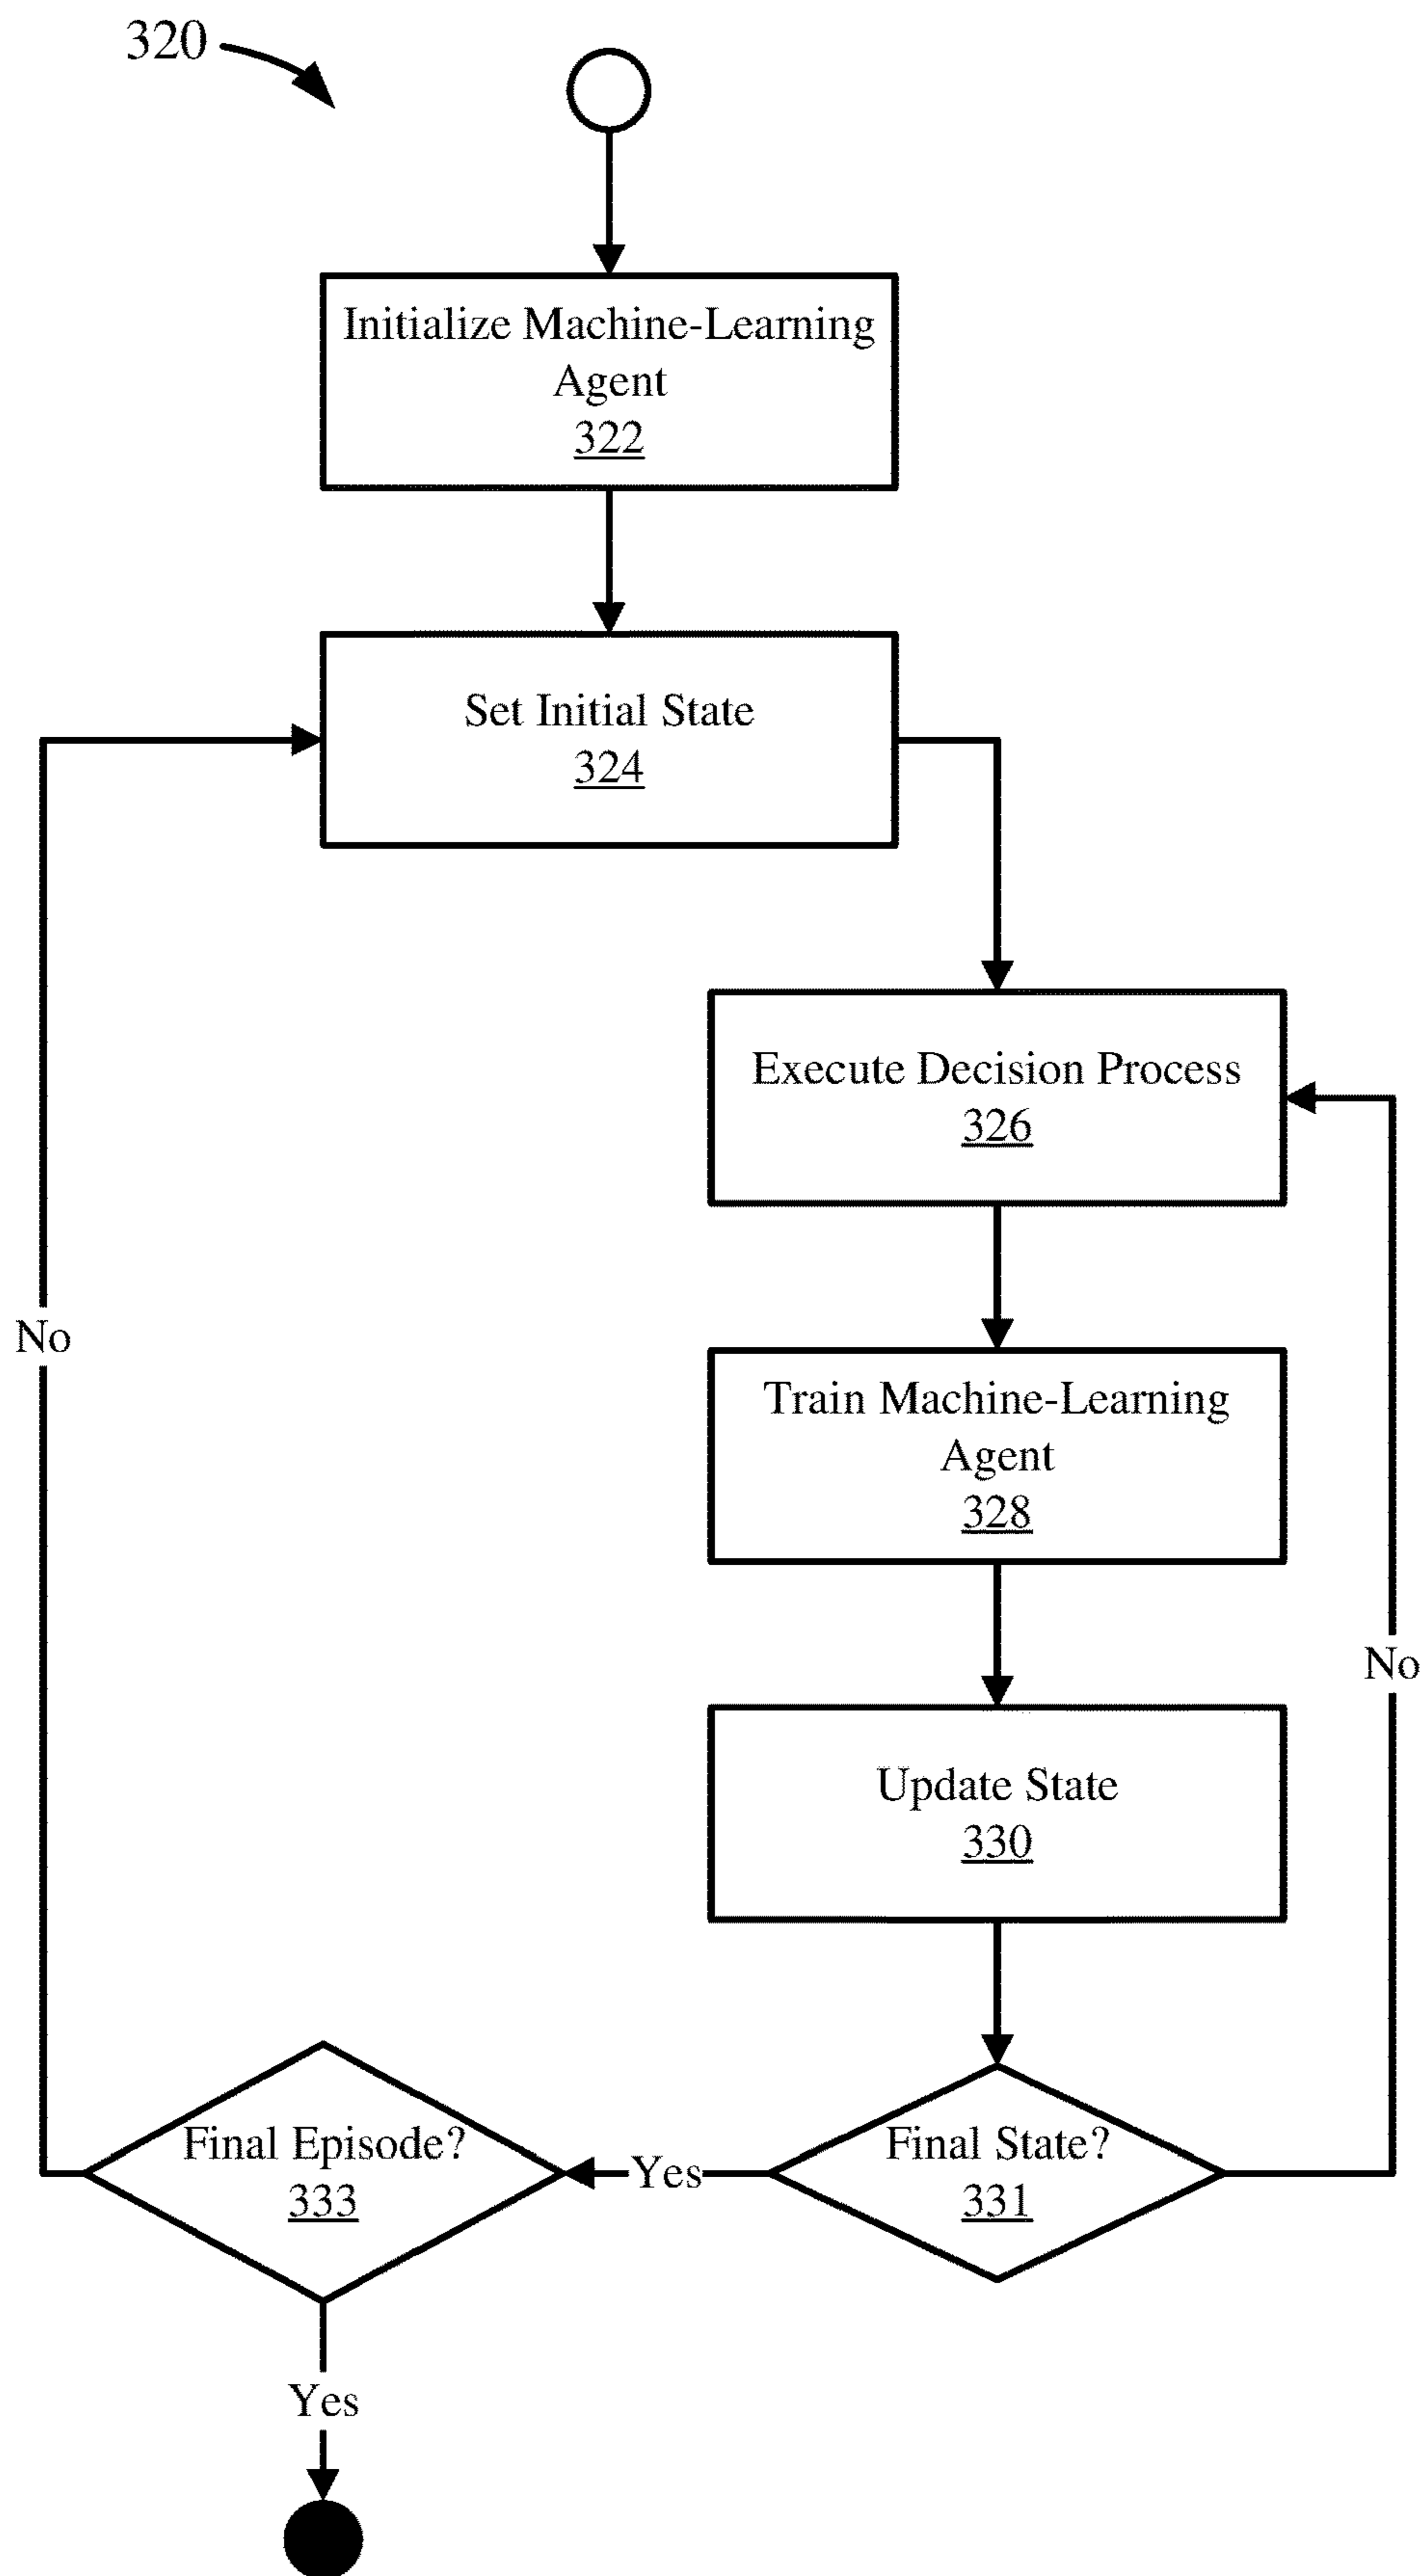 320
Initialize Machine-Learning
Agent
322
Set Initial State
324
Execute Decision Process
326
No
Train Machine-Learning
Agent
328
No
Update State
330
Final Episode?
333
Yes
Final State?
331
Yes